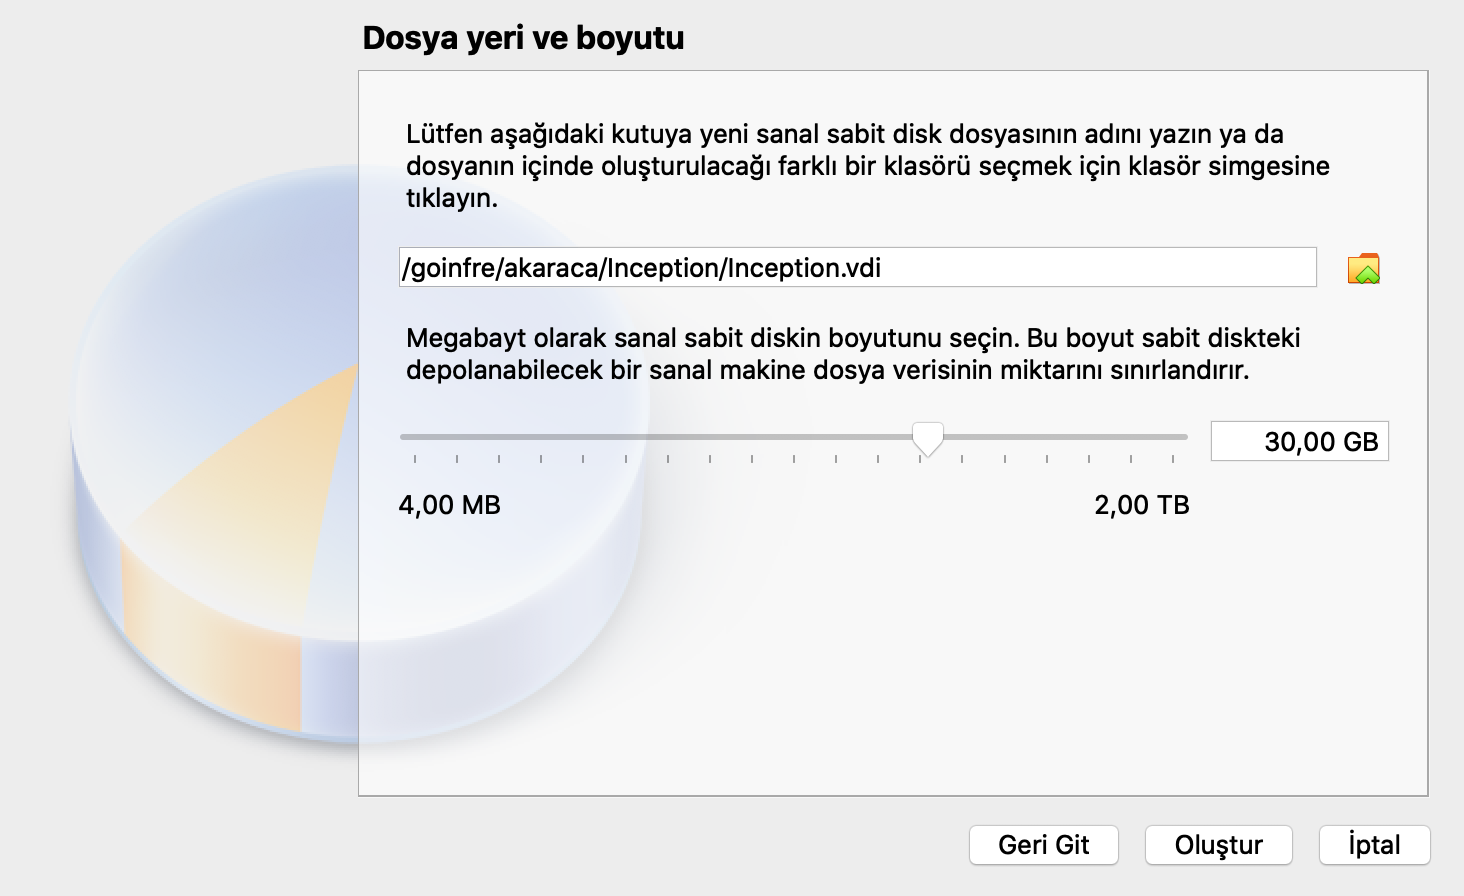 Dosya yeri ve boyutu
Lütfen aşağıdaki kutuya yeni sanal sabit disk dosyasının adını yazın ya da
dosyanın içinde oluşturulacağı farklı bir klasörü seçmek için klasör simgesine
tıklayın.
/goinfre/akaraca/Inception/Inception.vdi
Megabayt olarak sanal sabit diskin boyutunu seçin. Bu boyut sabit diskteki
depolanabilecek bir sanal makine dosya verisinin miktarını sınırlandırır.
30,00 GB
4,00 MB
2,00 TB
Geri Git
Oluştur
İptal